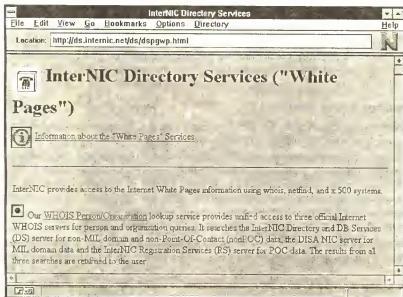 InterNIC Directory Services
File Edit View Go Bookmarks Options Directory Help
Location: http://ds.internic.net/ds/dspgwp.html
N
InterNIC Directory Services ("White
Pages")
Information about the "White Pages" Services
InterNIC provides access to the Internet White Pages information using whois, netfind, and x 500 systems.
Our WHOIS Person/Organization lookup service provides unified access to three official Internet
WHOIS servers for person and organization queries. It searches the InterNIC Directory and DB Services
(DS) server for non-MIL domain and non-Point-Of-Contact (nonPOC) data, the DISA NIC server for
MIL domain data and the InterNIC Registration Services (RS) server for POC data. The results from all
three searches are returned to the user